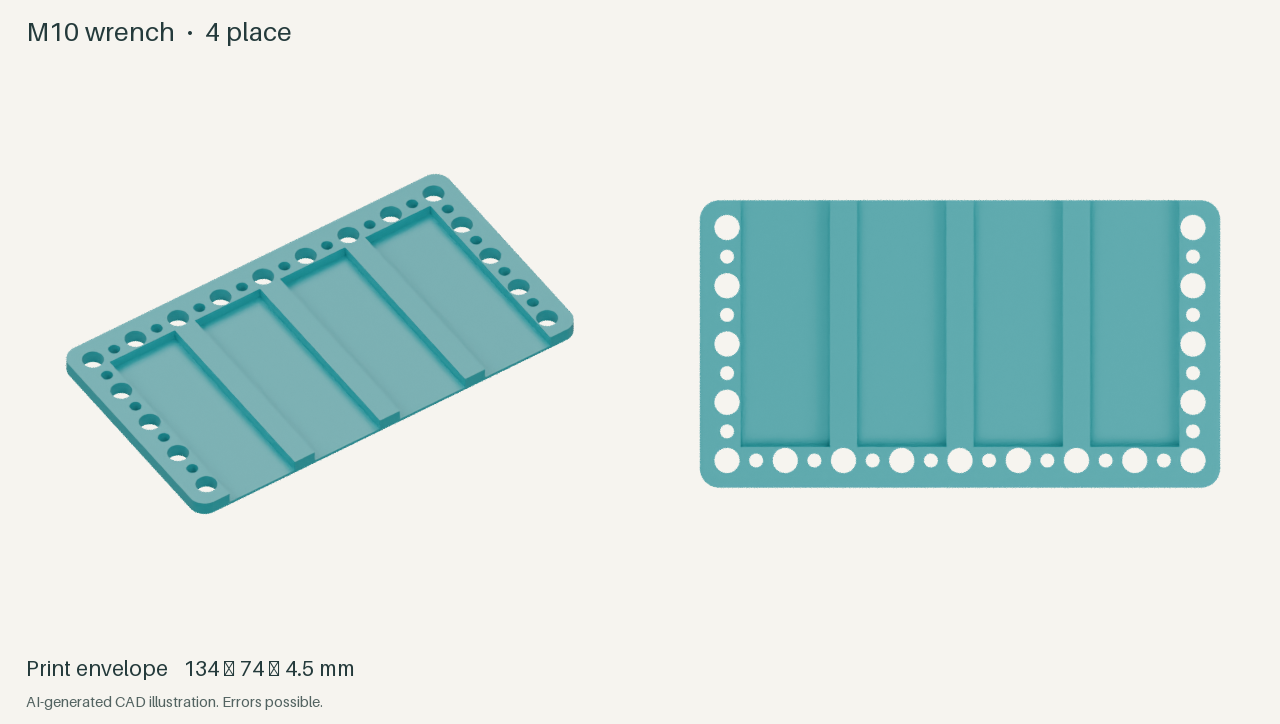 M10 wrench · 4 place
Print envelope 134 🞎 74 🞎 4.5 mm
AI-generated CAD illustration. Errors possible.